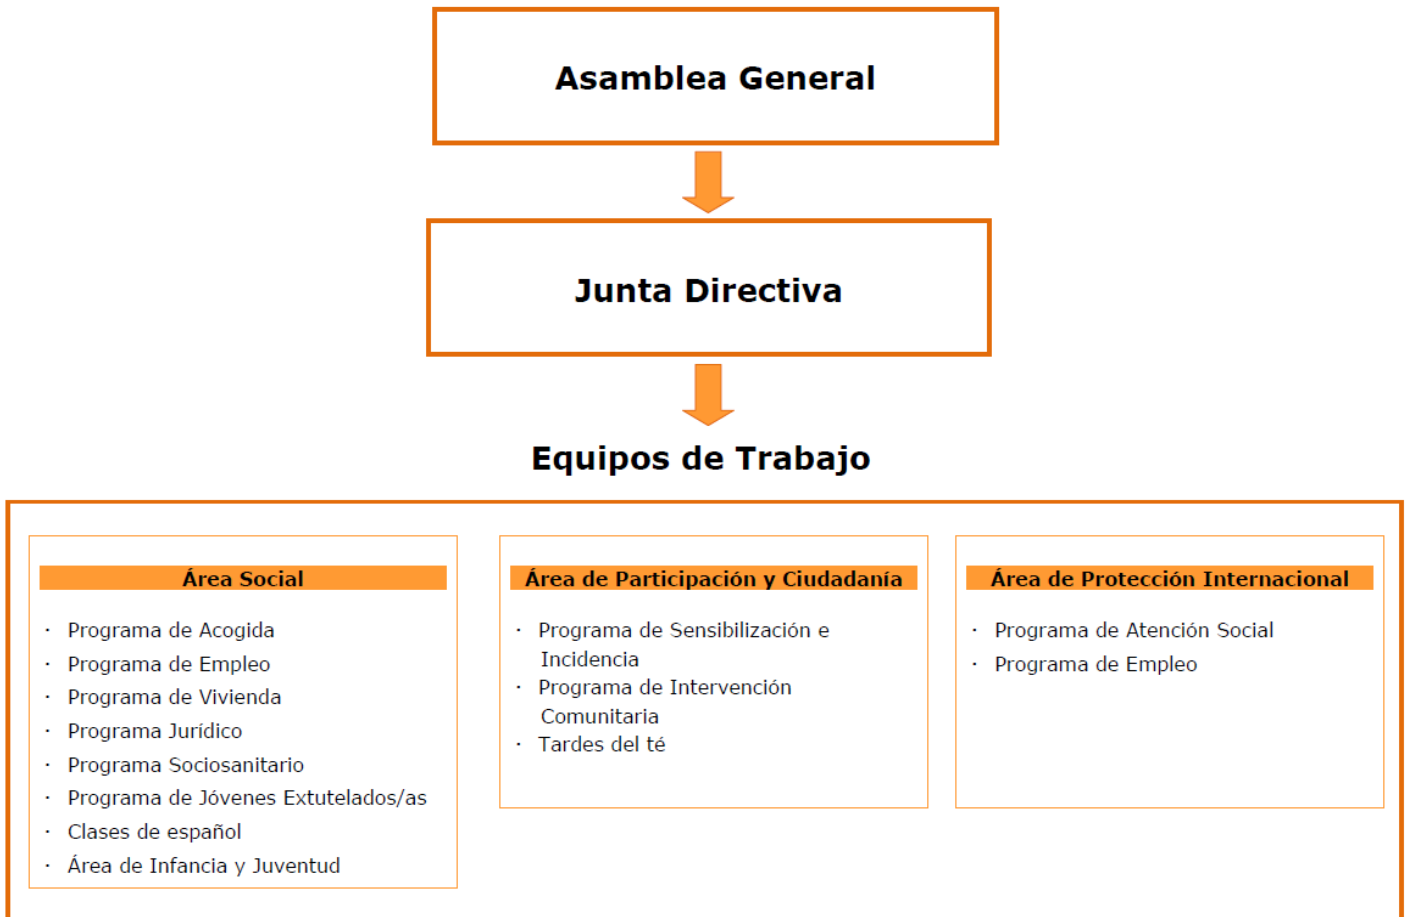 Asamblea General
Junta Directiva
Equipos de Trabajo
Área Social
· Programa de Acogida
· Programa de Empleo
· Programa de Vivienda
· Programa Jurídico
· Programa Sociosanitario
· Programa de Jóvenes Extutelados/as
· Clases de español
· Área de Infancia y Juventud
Área de Participación y Ciudadanía
· Programa de Sensibilización e
Incidencia
· Programa de Intervención
Comunitaria
· Tardes del té
Área de Protección Internacional
· Programa de Atención Social
· Programa de Empleo